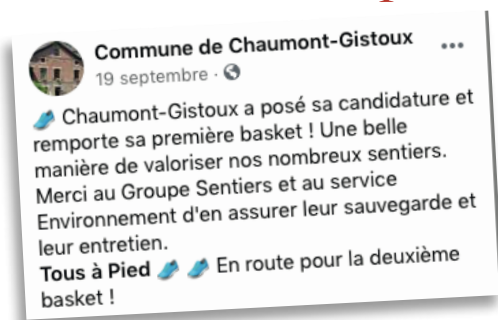 Commune de Chaumont-Gistoux
19 septembre ·
Chaumont-Gistoux a posé sa candidature et
remporte sa première basket ! Une belle
manière de valoriser nos nombreux sentiers.
Merci au Groupe Sentiers et au service
Environnement d'en assurer leur sauvegarde et
leur entretien.
Tous à Pied En route pour la deuxième
basket !